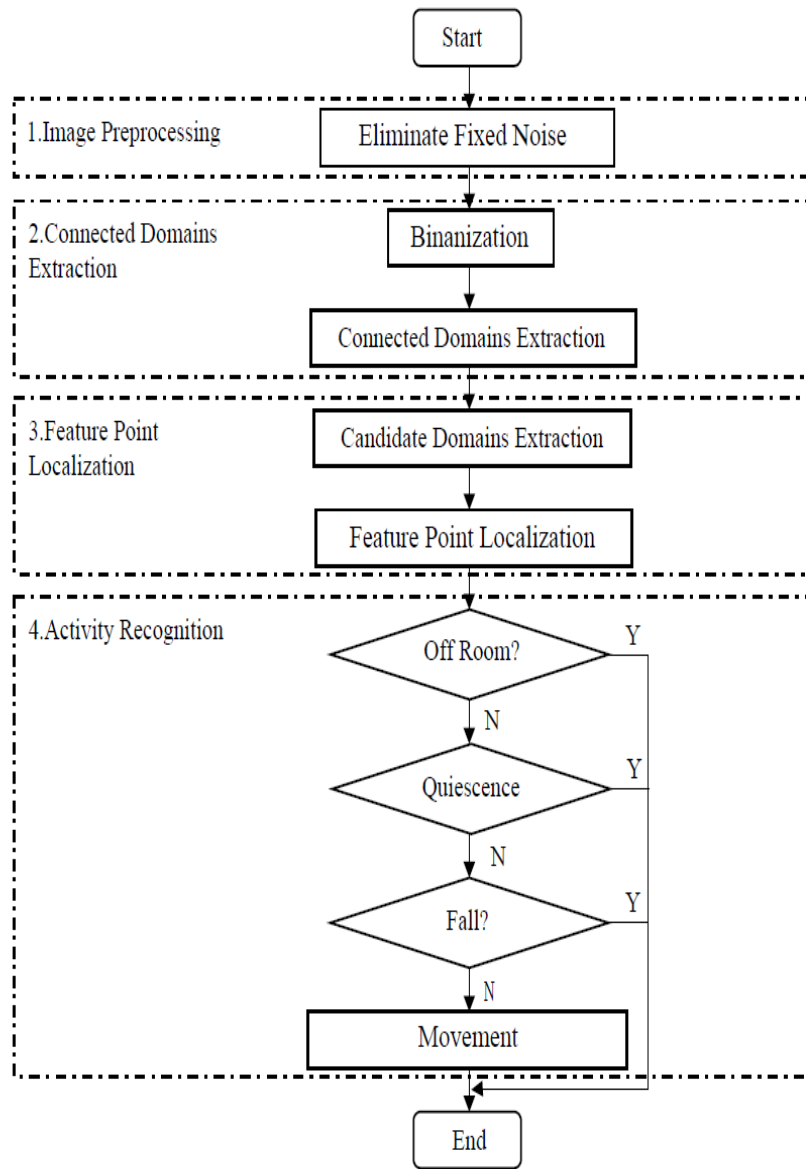 Start
1.Image Preprocessing
Eliminate Fixed Noise
2.Connected Domains
Extraction
Binanization
Connected Domains Extraction
3.Feature Point
Localization
Candidate Domains Extraction
Feature Point Localization
4.Activity Recognition
Off Room?
Y
N
Quiescence
Y
N
Fall?
Y
N
Movement
End